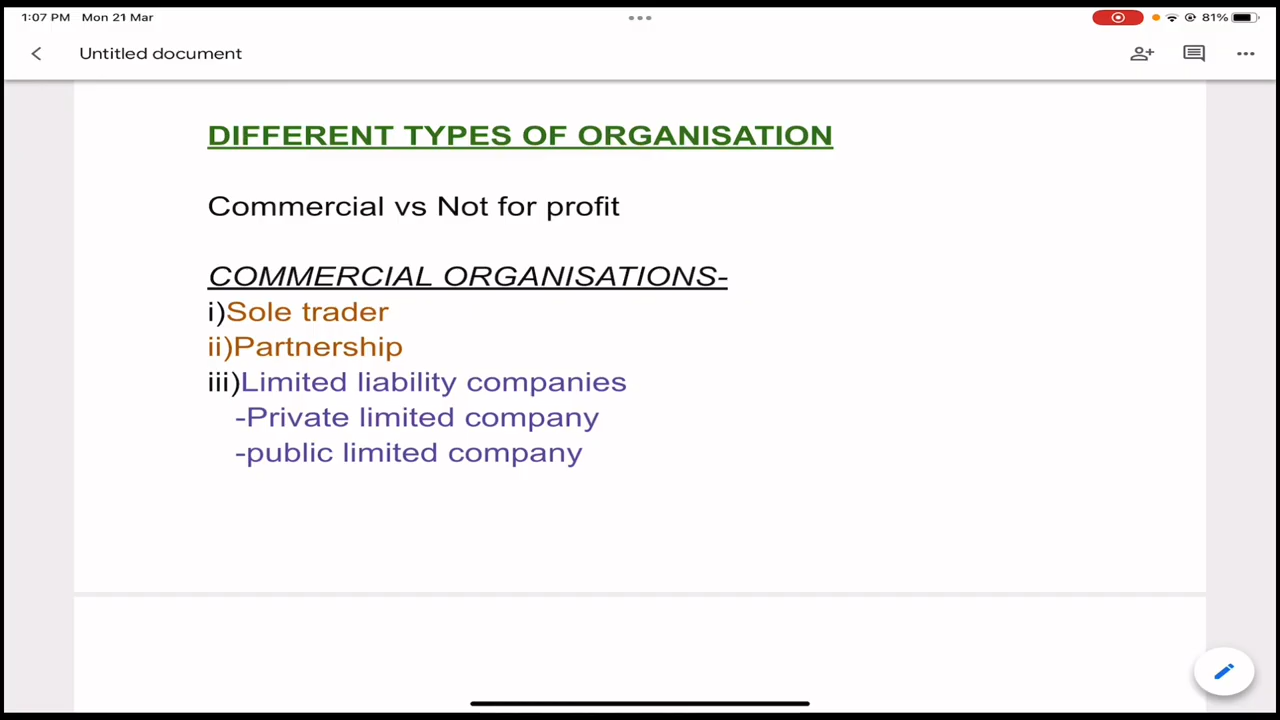 1:07 PM Mon 21 Mar
81%
Untitled document
DIFFERENT TYPES OF ORGANISATION
Commercial vs Not for profit
COMMERCIAL ORGANISATIONS-
i)Sole trader
ii)Partnership
iii)Limited liability companies
-Private limited company
-public limited company